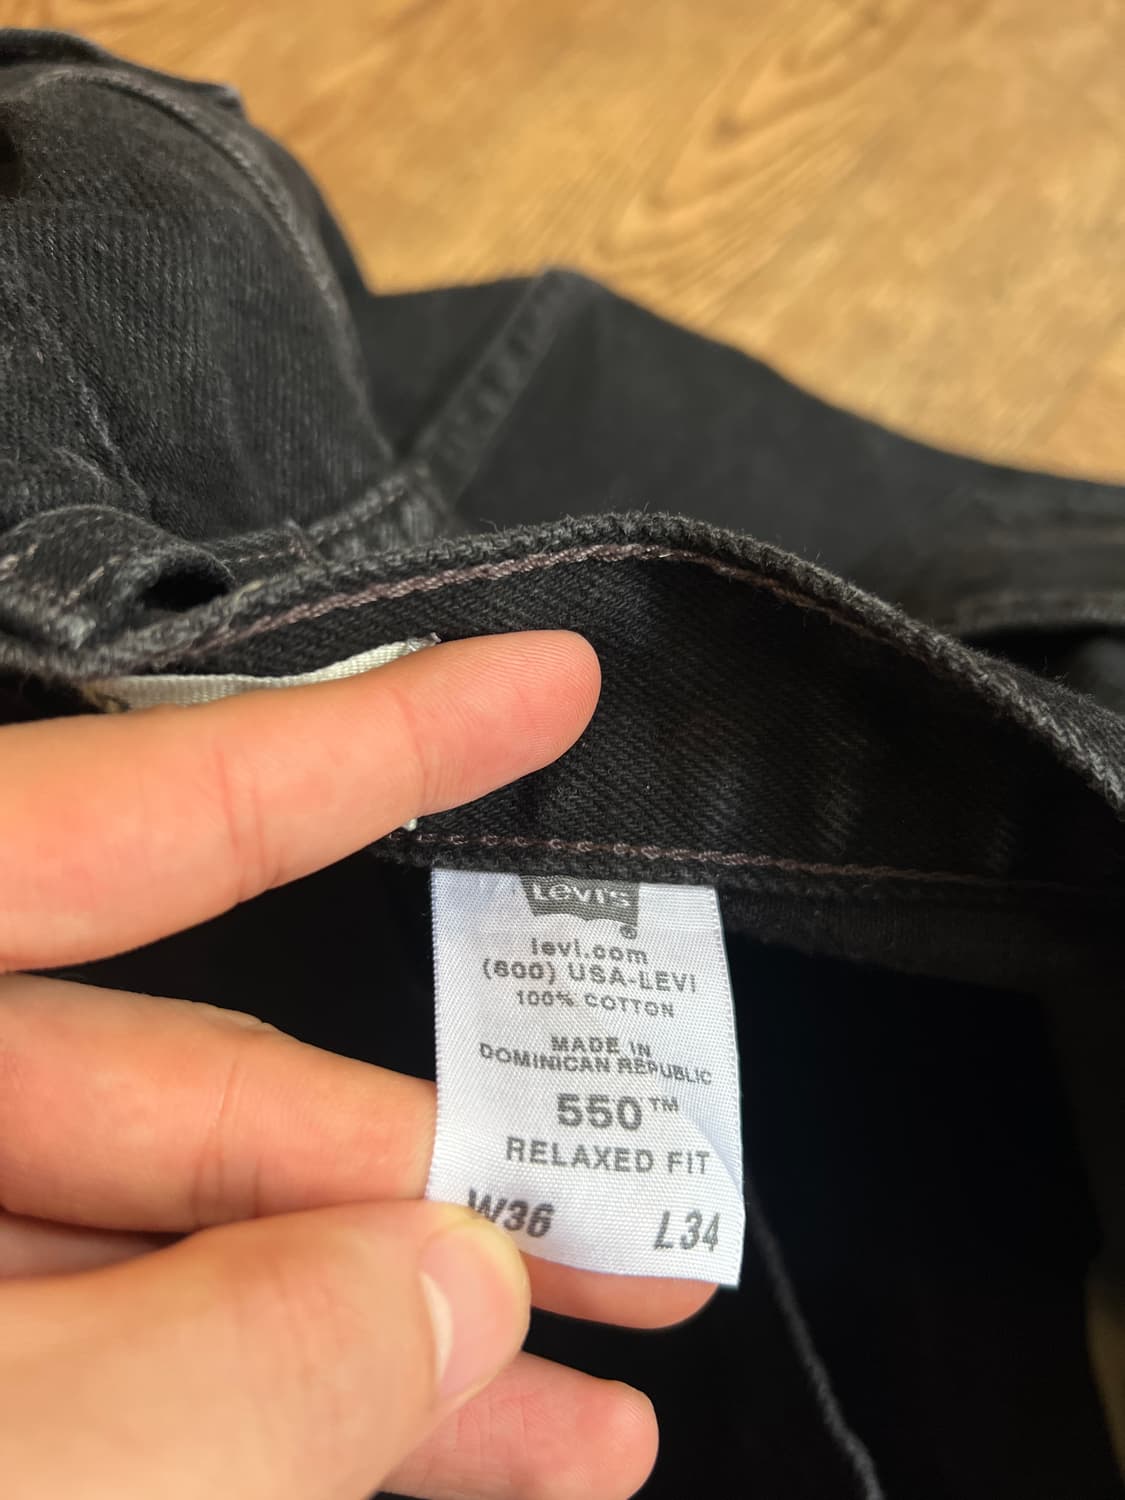 Levi's
®
levi.com
(800) USA-LEVI
100% COTTON
MADE IN
DOMINICAN REPUBLIC
550™
RELAXED FIT
W36 L34